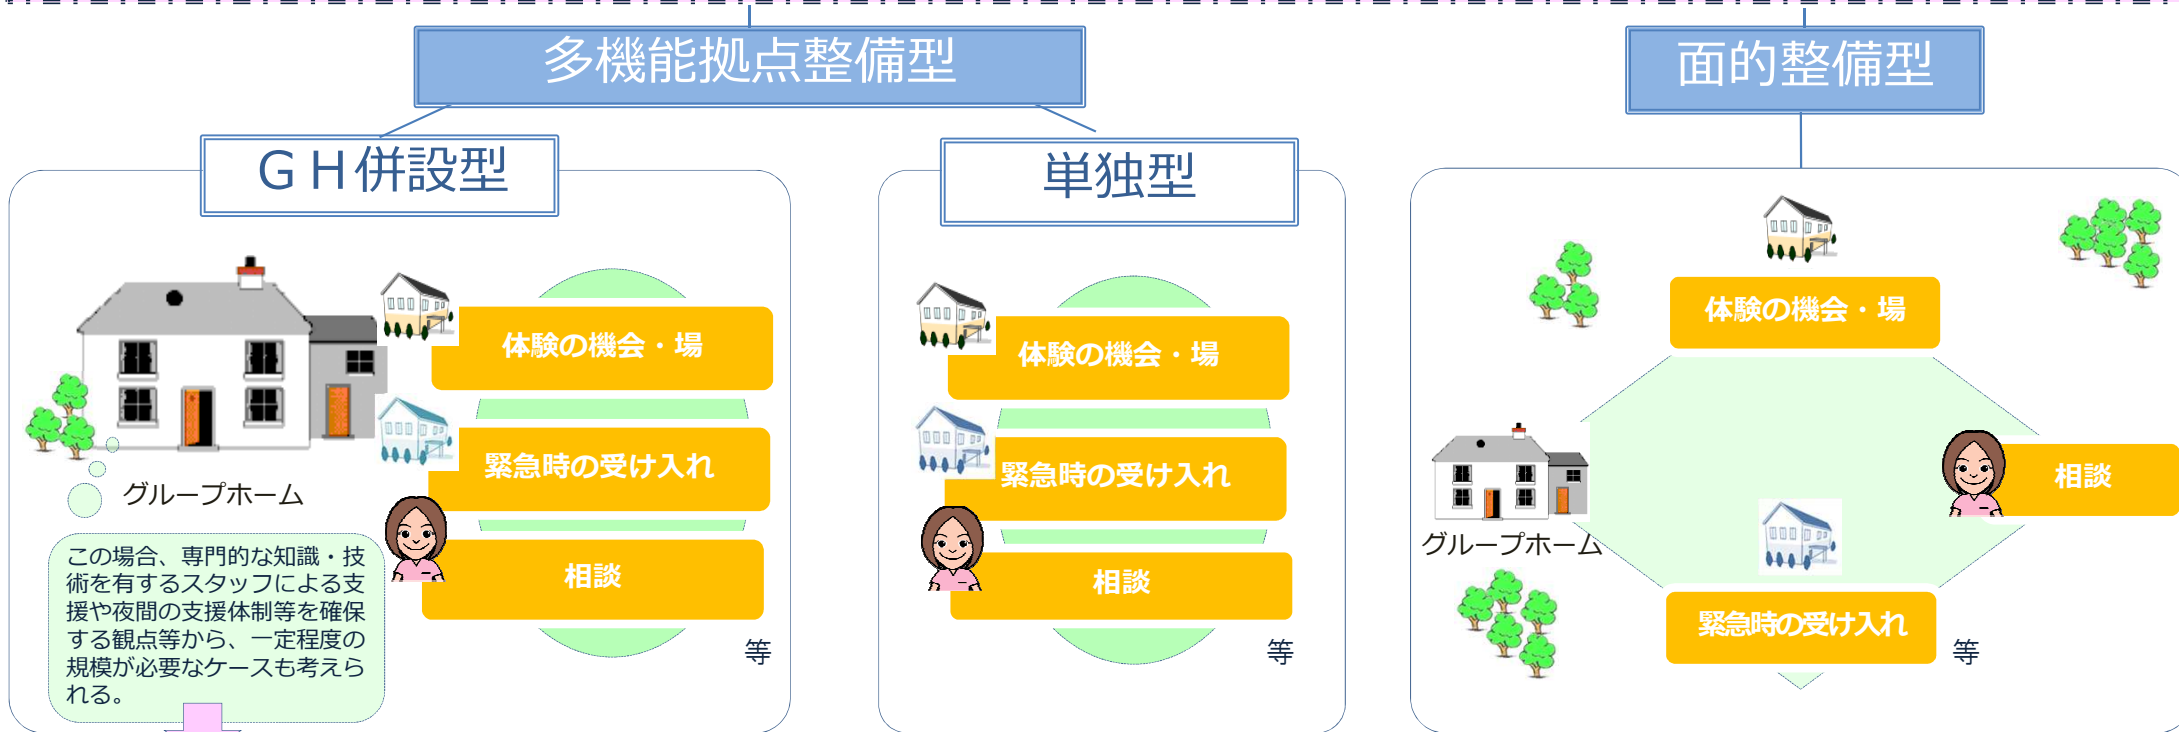 多機能拠点整備型
面的整備型
ＧＨ併設型
単独型
体験の機会・場
緊急時の受け入れ
相談
等
グループホーム
この場合、専門的な知識・技
術を有するスタッフによる支
援や夜間の支援体制等を確保
する観点等から、一定程度の
規模が必要なケースも考えら
れる。
体験の機会・場
緊急時の受け入れ
相談
等
体験の機会・場
グループホーム
相談
緊急時の受け入れ
等